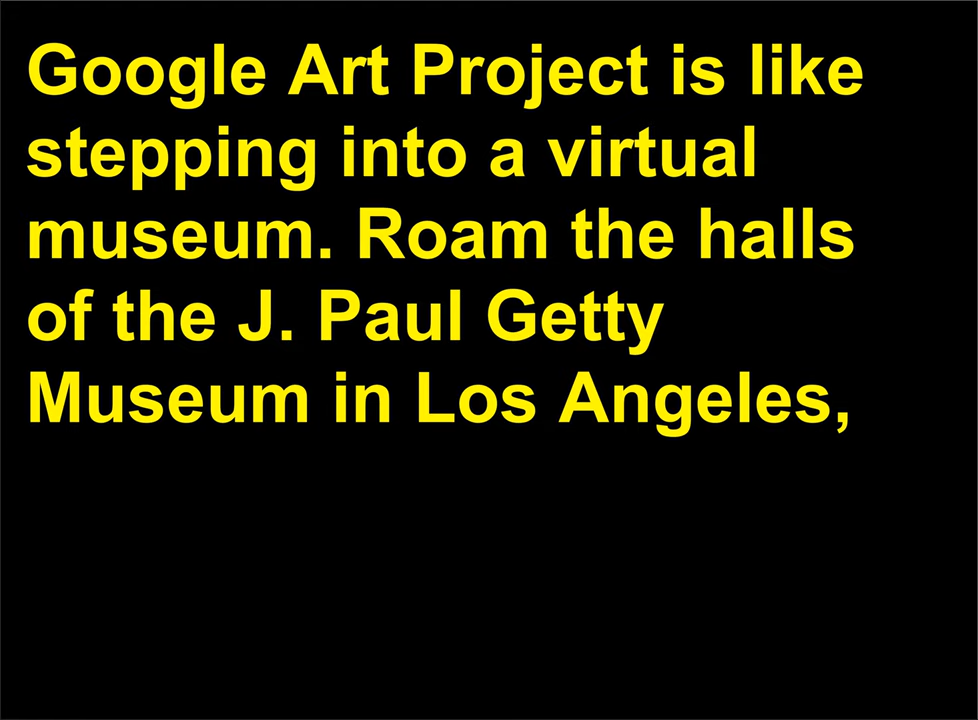 Google Art Project is like
stepping into a virtual
museum. Roam the halls
of the J. Paul Getty
Museum in Los Angeles,